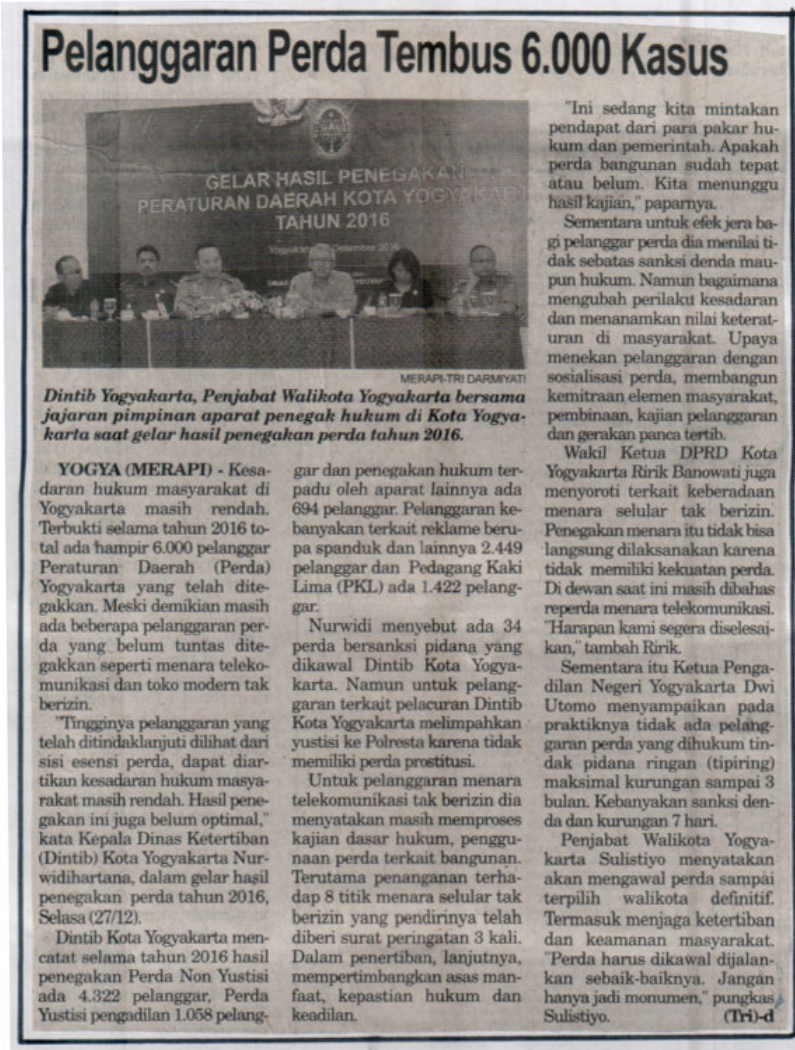 Pelanggaran Perda Tembus 6.000 Kasus
GELAR HASIL PENEGAKAN
PERATURAN DAERAH KOTA YOGYAKARTA
TAHUN 2016
Desember 2016
MERAPI-TRI DARMIYATI
Dintib Yogyakarta, Penjabat Walikota Yogyakarta bersama
jajaran pimpinan aparat penegak hukum di Kota Yogya-
karta saat gelar hasil penegakan perda tahun 2016.
YOGYA (MERAPI) - Kesa-
daran hukum masyarakat di
Yogyakarta masih rendah.
Terbukti selama tahun 2016 to-
tal ada hampir 6.000 pelanggar
Peraturan Daerah (Perda)
Yogyakarta yang telah dite-
gakkan. Meski demikian masih
ada beberapa pelanggaran per-
da yang belum tuntas dite-
gakkan seperti menara teleko-
munikasi dan toko modern tak
berizin.
"Tingginya pelanggaran yang
telah ditindaklanjuti dilihat dari
sisi esensi perda, dapat diar-
tikan kesadaran hukum masya-
rakat masih rendah. Hasil pene-
gakan ini juga belum optimal,"
kata Kepala Dinas Ketertiban
(Dintib) Kota Yogyakarta Nur-
widihartana, dalam gelar hasil
penegakan perda tahun 2016,
Selasa (27/12).
Dintib Kota Yogyakarta men-
catat selama tahun 2016 hasil
penegakan Perda Non Yustisi
ada 4.322 pelanggar, Perda
Yustisi pengadilan 1.058 pelang-
gar dan penegakan hukum ter-
padu oleh aparat lainnya ada
694 pelanggar. Pelanggaran ke-
banyakan terkait reklame beru-
pa spanduk dan lainnya 2.449
pelanggar dan Pedagang Kaki
Lima (PKL) ada 1.422 pelang-
gar.
Nurwidi menyebut ada 34
perda bersanksi pidana yang
dikawal Dintib Kota Yogya-
karta. Namun untuk pelang-
garan terkait pelacuran Dintib
Kota Yogyakarta melimpahkan
yustisi ke Polresta karena tidak
memiliki perda prostitusi.
Untuk pelanggaran menara
telekomunikasi tak berizin dia
menyatakan masih memproses
kajian dasar hukum, penggu-
naan perda terkait bangunan.
Terutama penanganan terha-
dap 8 titik menara selular tak
berizin yang pendirinya telah
diberi surat peringatan 3 kali.
Dalam penertiban, lanjutnya,
mempertimbangkan asas man-
faat, kepastian hukum dan
keadilan.
"Ini sedang kita mintakan
pendapat dari para pakar hu-
kum dan pemerintah. Apakah
perda bangunan sudah tepat
atau belum. Kita menunggu
hasil kajian," paparnya.
Sementara untuk efek jera ba-
gi pelanggar perda dia menilai ti-
dak sebatas sanksi denda mau-
pun hukum. Namun bagaimana
mengubah perilaku kesadaran
dan menanamkan nilai keterat-
uran di masyarakat. Upaya
menekan pelanggaran dengan
sosialisasi perda, membangun
kemitraan elemen masyarakat,
pembinaan, kajian pelanggaran
dan gerakan panca tertib.
Wakil Ketua DPRD Kota
Yogyakarta Ririk Banowati juga
menyoroti terkait keberadaan
menara selular tak berizin.
Penegakan menara itu tidak bisa
langsung dilaksanakan karena
tidak memiliki kekuatan perda.
Di dewan saat ini masih dibahas
reperda menara telekomunikasi.
"Harapan kami segera diselesai-
kan," tambah Ririk.
Sementara itu Ketua Penga-
dilan Negeri Yogyakarta Dwi
Utomo menyampaikan pada
praktiknya tidak ada pelang-
garan perda yang dihukum tin-
dak pidana ringan (tipiring)
maksimal kurungan sampai 3
bulan. Kebanyakan sanksi den-
da dan kurungan 7 hari.
Penjabat Walikota Yogya-
karta Sulistiyo menyatakan
akan mengawal perda sampai
terpilih walikota definitif.
Termasuk menjaga ketertiban
dan keamanan masyarakat.
"Perda harus dikawal dijalan-
kan sebaik-baiknya. Jangan
hanya jadi monumen," pungkas
Sulistiyo. (Tri)-d